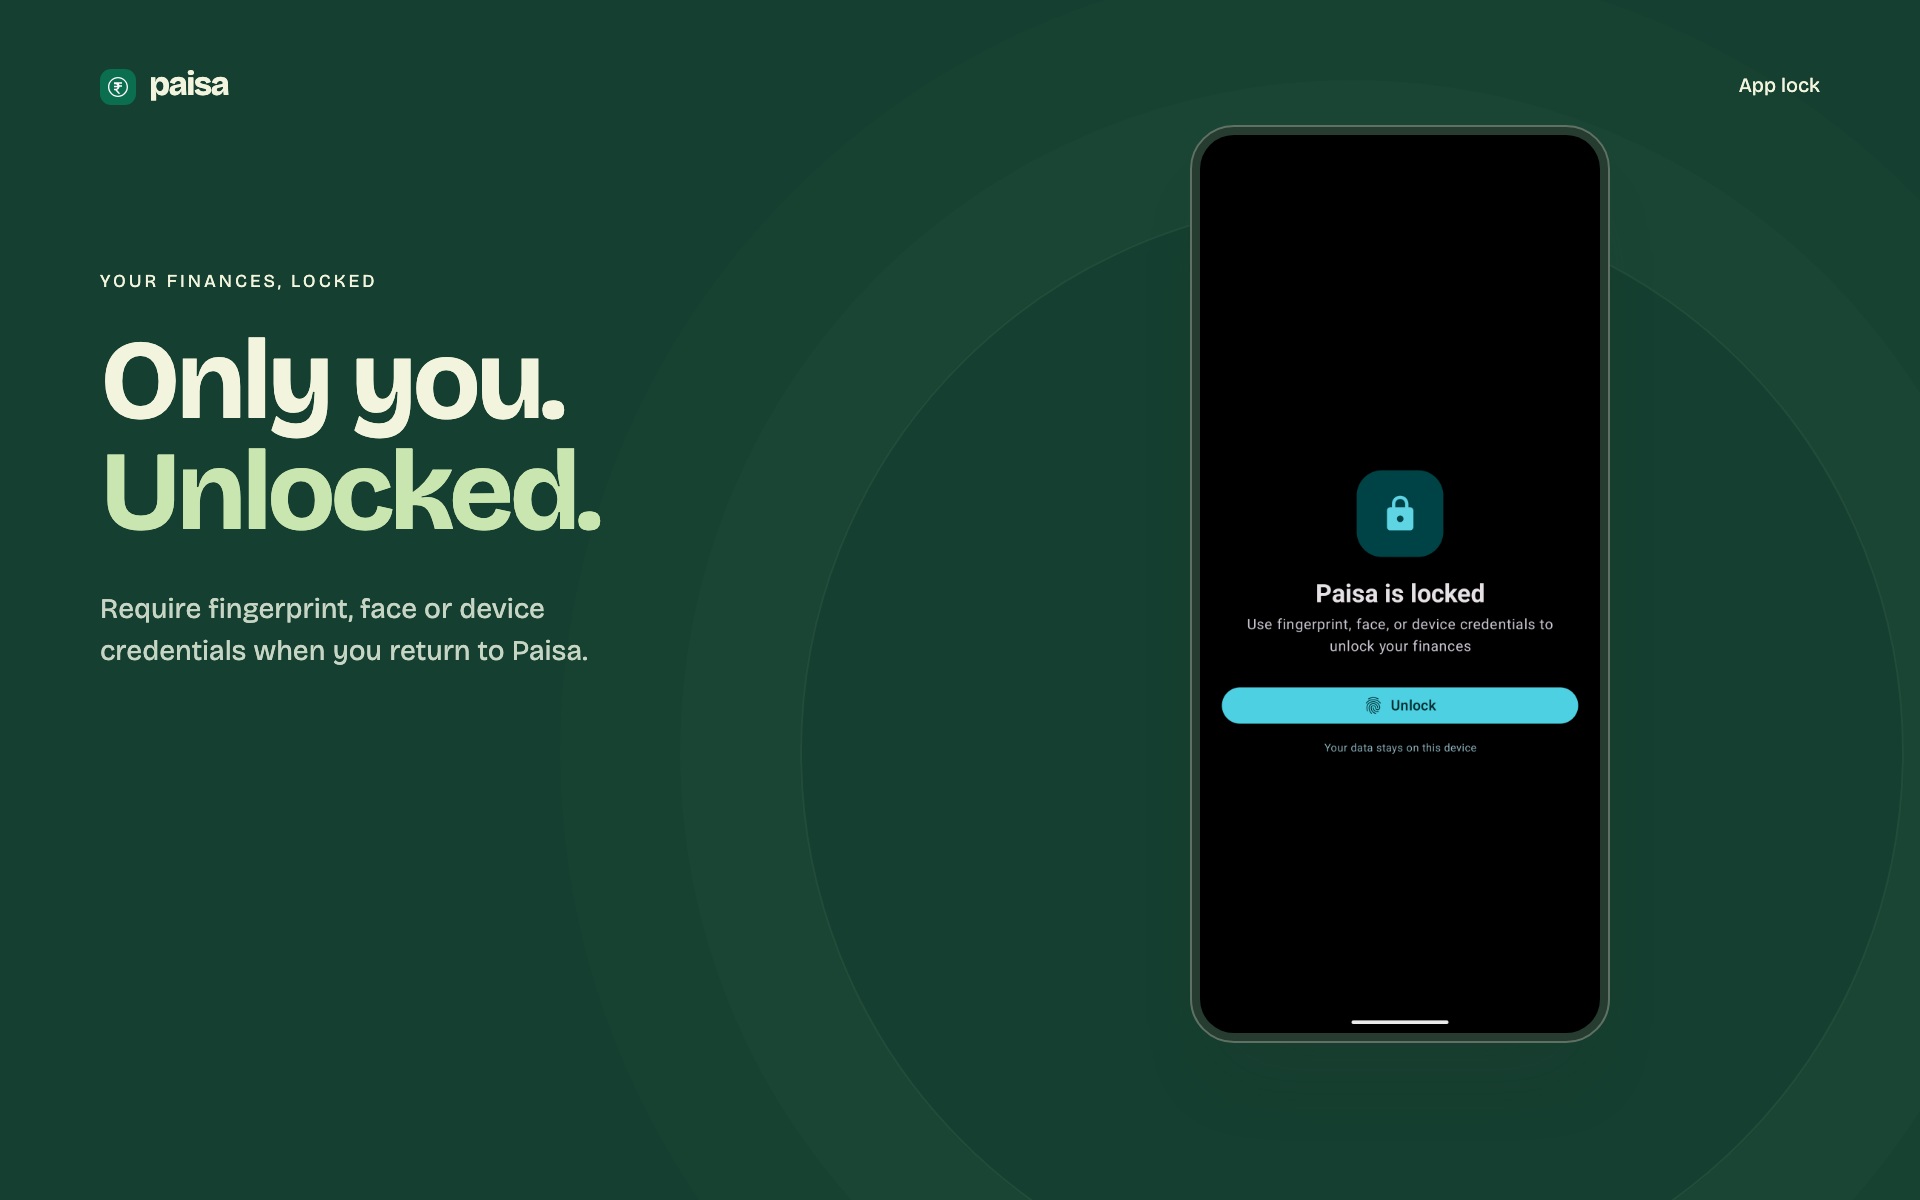 paisa
App lock
YOUR FINANCES, LOCKED
Only you.
Unlocked.
Require fingerprint, face or device
credentials when you return to Paisa.
Paisa is locked
Use fingerprint, face, or device credentials to
unlock your finances
Unlock
Your data stays on this device